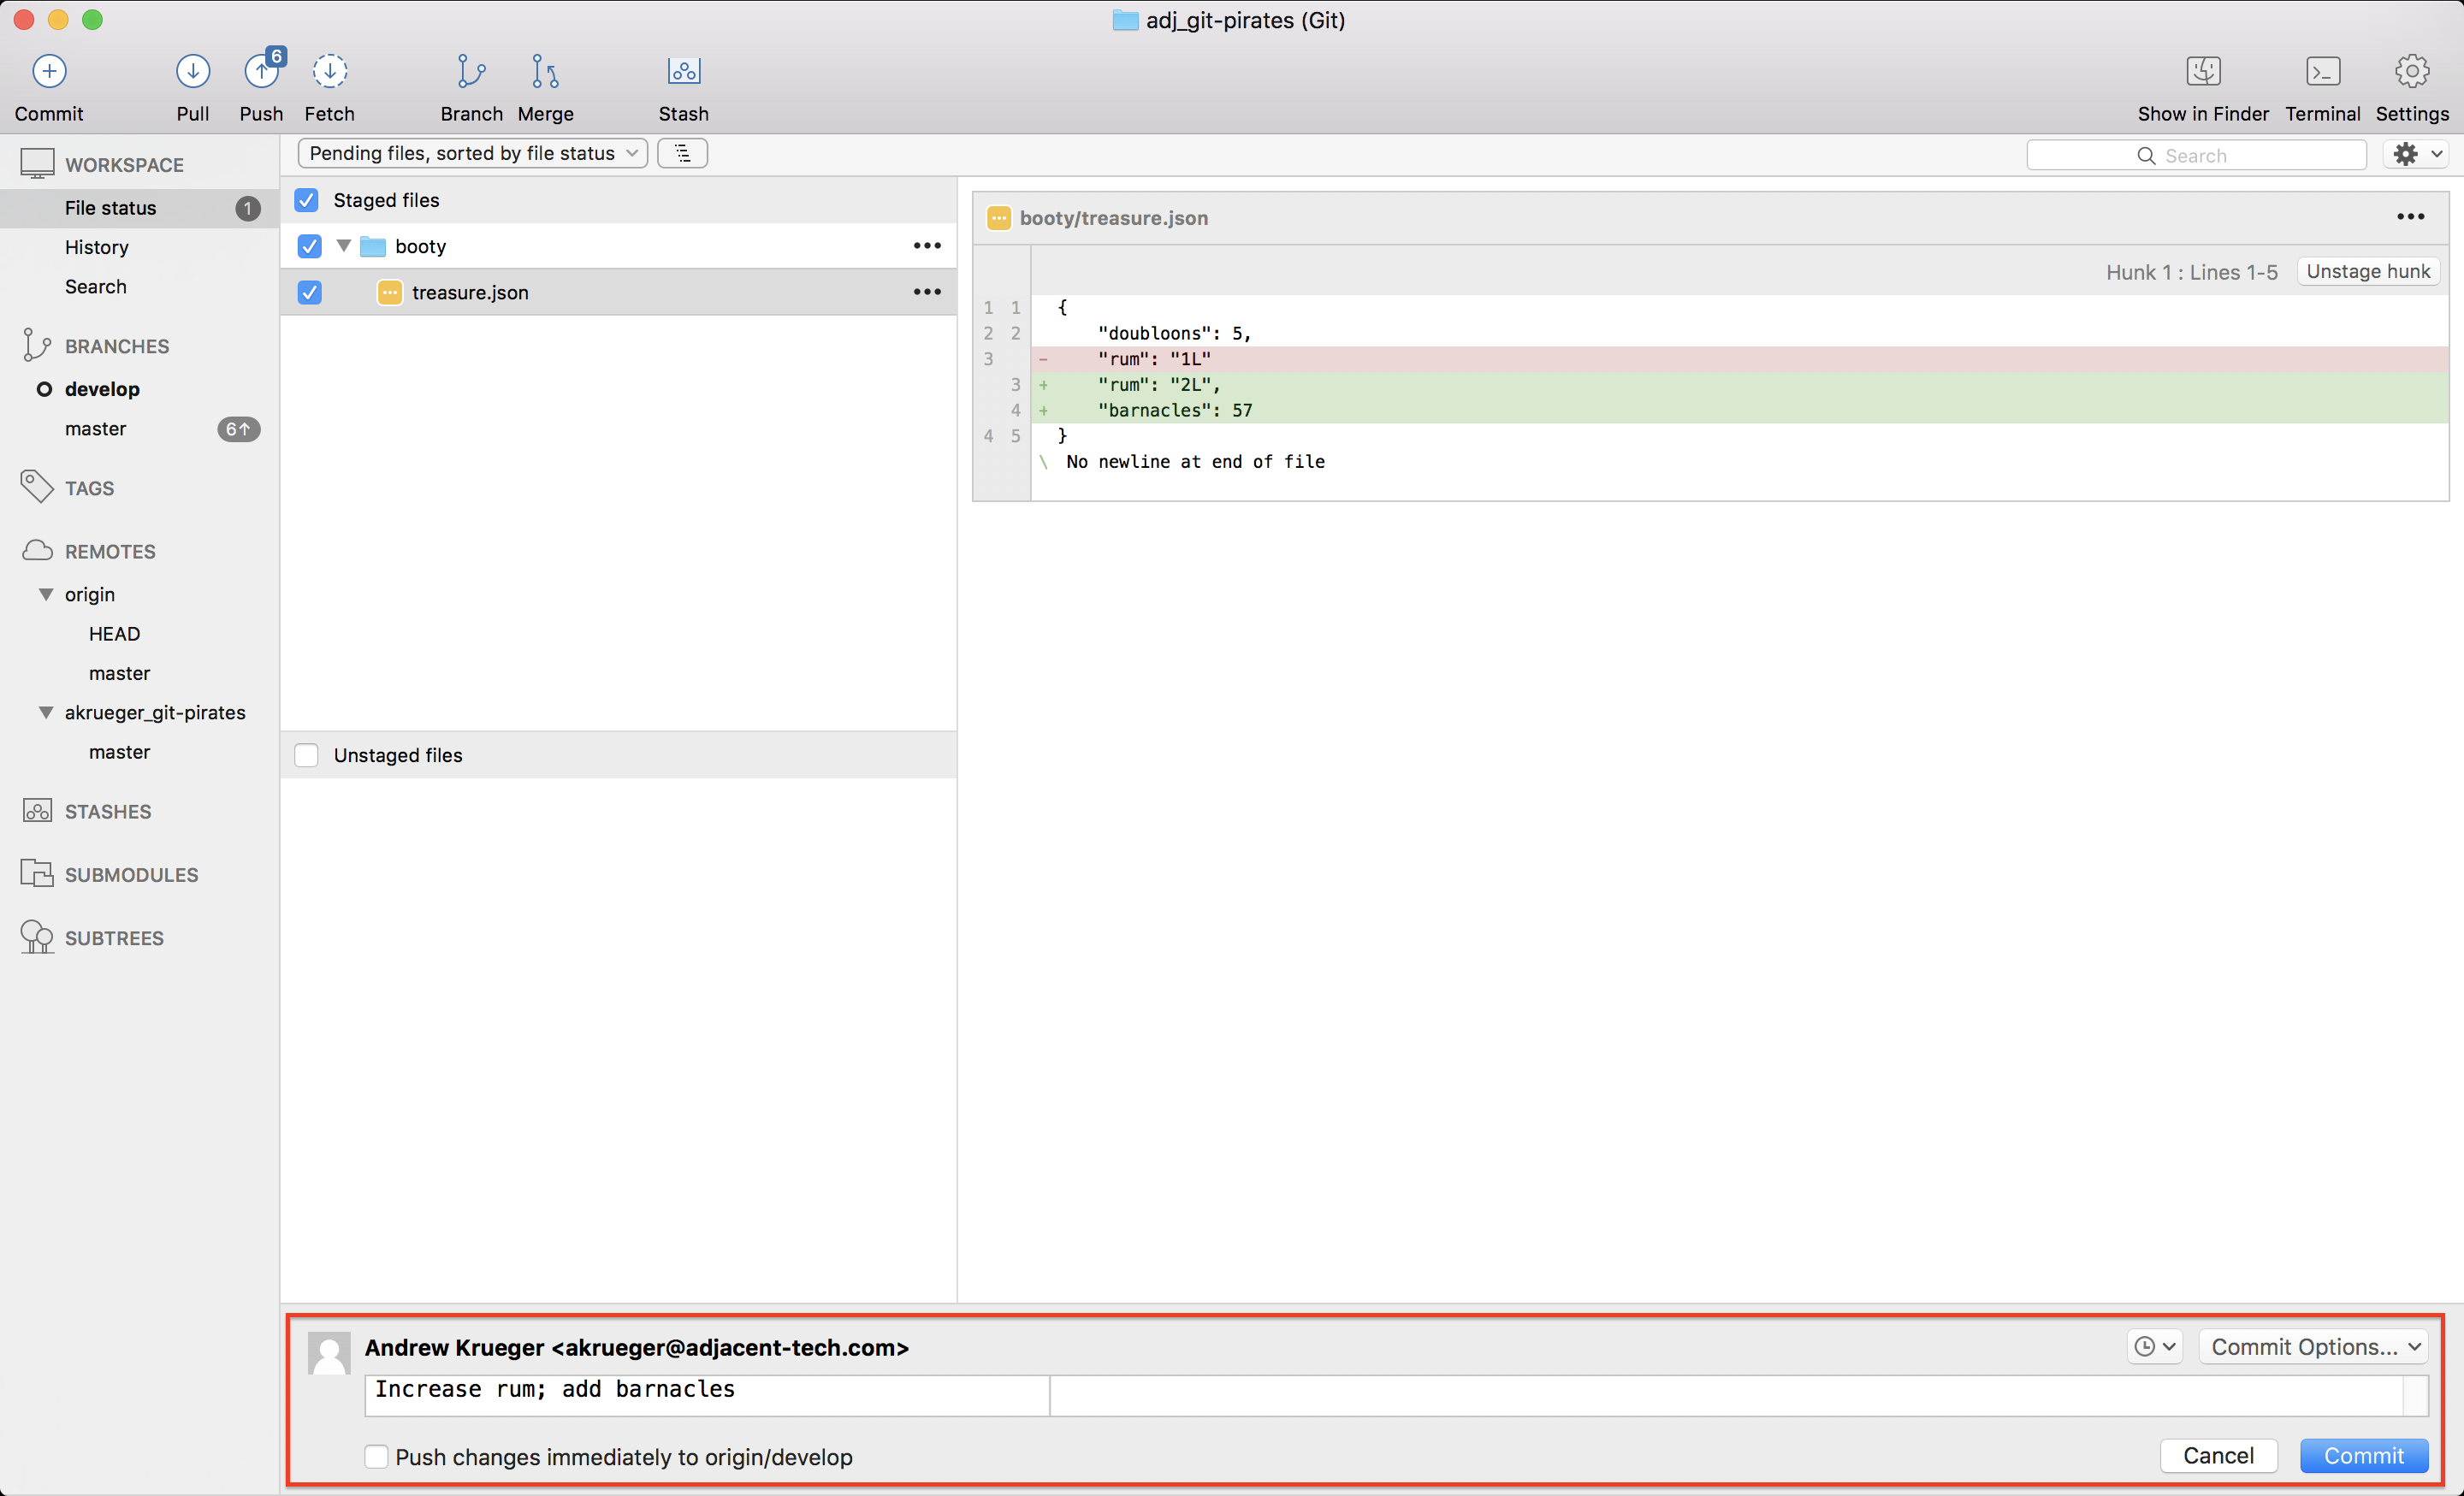 adj_git-pirates (Git)
6
Commit Pull Push Fetch Branch Merge Stash Show in Finder Terminal Settings
WORKSPACE
File status 1
History
Search
BRANCHES
develop
master 6↑
TAGS
REMOTES
origin
HEAD
master
akrueger_git-pirates
master
STASHES
SUBMODULES
SUBTREES
Pending files, sorted by file status
Search
Staged files
booty
treasure.json
Unstaged files
booty/treasure.json
Hunk 1 : Lines 1-5 Unstage hunk
1 1 {
2 2 "doubloons": 5,
3 - "rum": "1L"
3 + "rum": "2L",
4 + "barnacles": 57
4 5 }
\ No newline at end of file
Andrew Krueger <akrueger@adjacent-tech.com>
Commit Options...
Increase rum; add barnacles
Push changes immediately to origin/develop
Cancel Commit